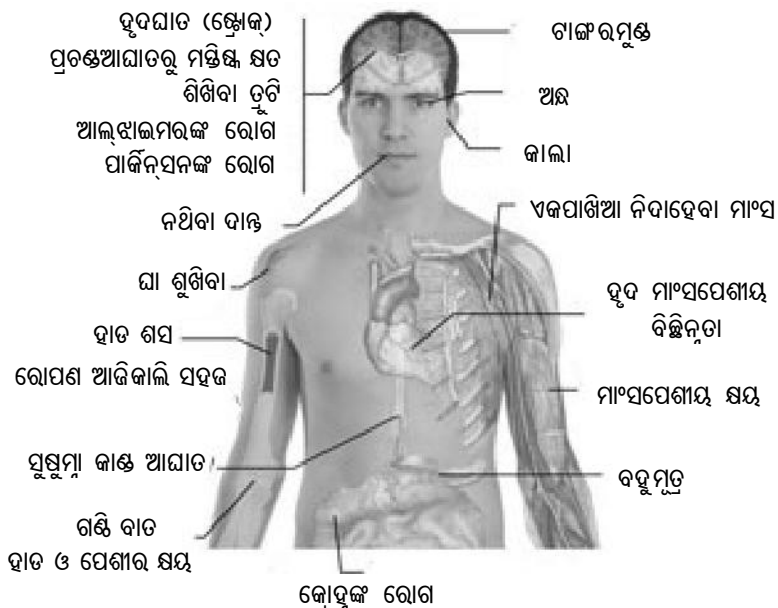 ହୃଦଘାତ (ଷ୍ଟ୍ରୋକ୍)
ପ୍ରଚଣ୍ଡଆଘାତରୁ ମସ୍ତିଷ୍କ କ୍ଷତ
ଶିଖିବା ତ୍ରୁଟି
ଆଲ୍‌ଝାଇମରଙ୍କ ରୋଗ
ପାର୍କିନ୍‌ସନଙ୍କ ରୋଗ
ନଥିବା ଦାନ୍ତ
ଘା ଶୁଖିବା
ହାଡ ଶସ
ରୋପଣ ଆଜିକାଲି ସହଜ
ସୁଷୁମ୍ନା କାଣ୍ଡ ଆଘାତ
ଗଣ୍ଠି ବାତ
ହାଡ ଓ ପେଶୀର କ୍ଷୟ
କ୍ରୋହ୍ନଙ୍କ ରୋଗ
ଟାଙ୍ଗରମୁଣ୍ଡ
ଅନ୍ଧ
କାଲା
ଏକପାଖିଆ ନିଦାହେବା ମାଂସ
ହୃଦ ମାଂସପେଶୀୟ
ବିଚ୍ଛିନ୍ନତା
ମାଂସପେଶୀୟ କ୍ଷୟ
ବହୁମୂତ୍ର